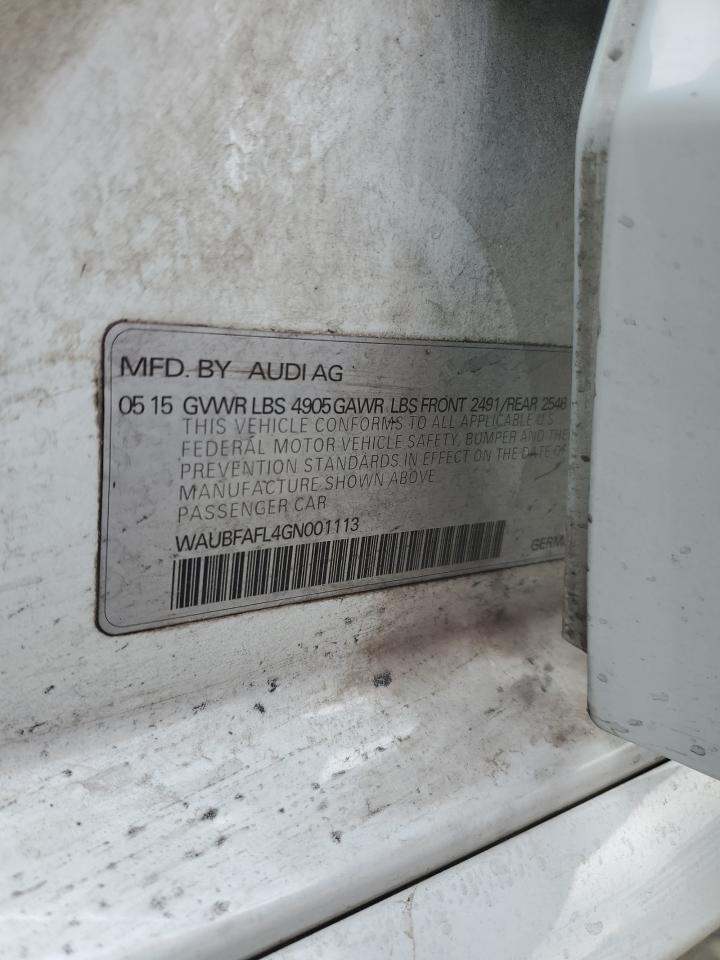 MFD. BY AUDI AG
05 15 GVWR LBS 4905 GAWR LBS FRONT 2491/REAR 2546
THIS VEHICLE CONFORMS TO ALL APPLICABLE U.S.
FEDERAL MOTOR VEHICLE SAFETY, BUMPER AND THE
PREVENTION STANDARDS IN EFFECT ON THE DATE OF
MANUFACTURE SHOWN ABOVE
PASSENGER CAR
WAUBFAFL4GN001113